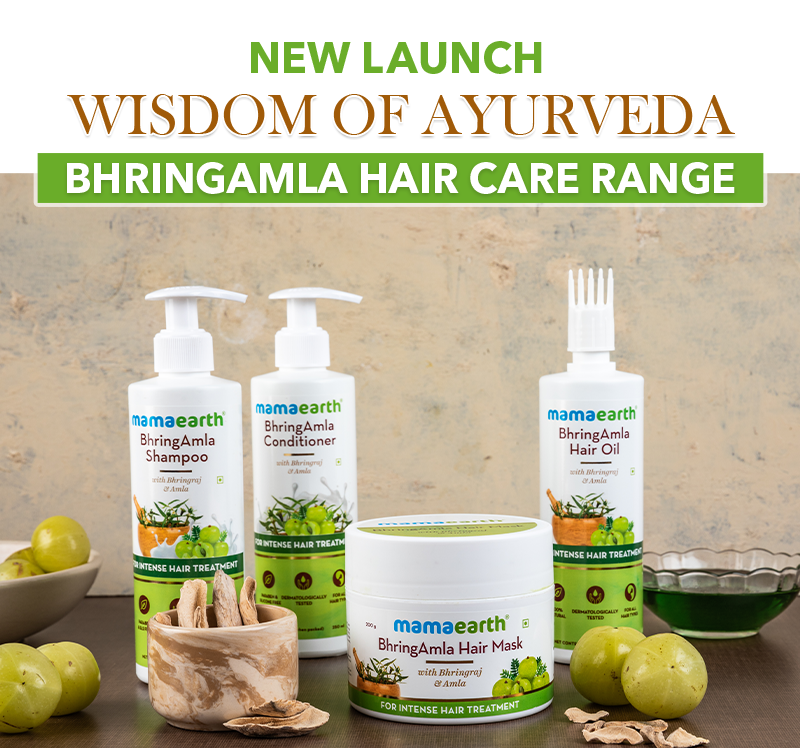 NEW LAUNCH
WISDOM OF AYURVEDA
BHRINGAMLA HAIR CARE RANGE
mamaearth
BhringAmla
Shampoo
with Bhringraj
& Amla
FOR INTENSE HAIR TREATMENT
mamaearth
BhringAmla
Conditioner
with Bhringraj
& Amla
FOR INTENSE HAIR TREATMENT
DERMATOLOGICALLY
TESTED
mamaearth
BhringAmla
Hair Oil
with Bhringraj
& Amla
INTENSE HAIR TREATMENT
DERMATOLOGICALLY
TESTED
FOR ALL
HAIR TYPES
mamaearth
200 g
mamaearth
BhringAmla Hair Mask
with Bhringraj
& Amla
FOR INTENSE HAIR TREATMENT